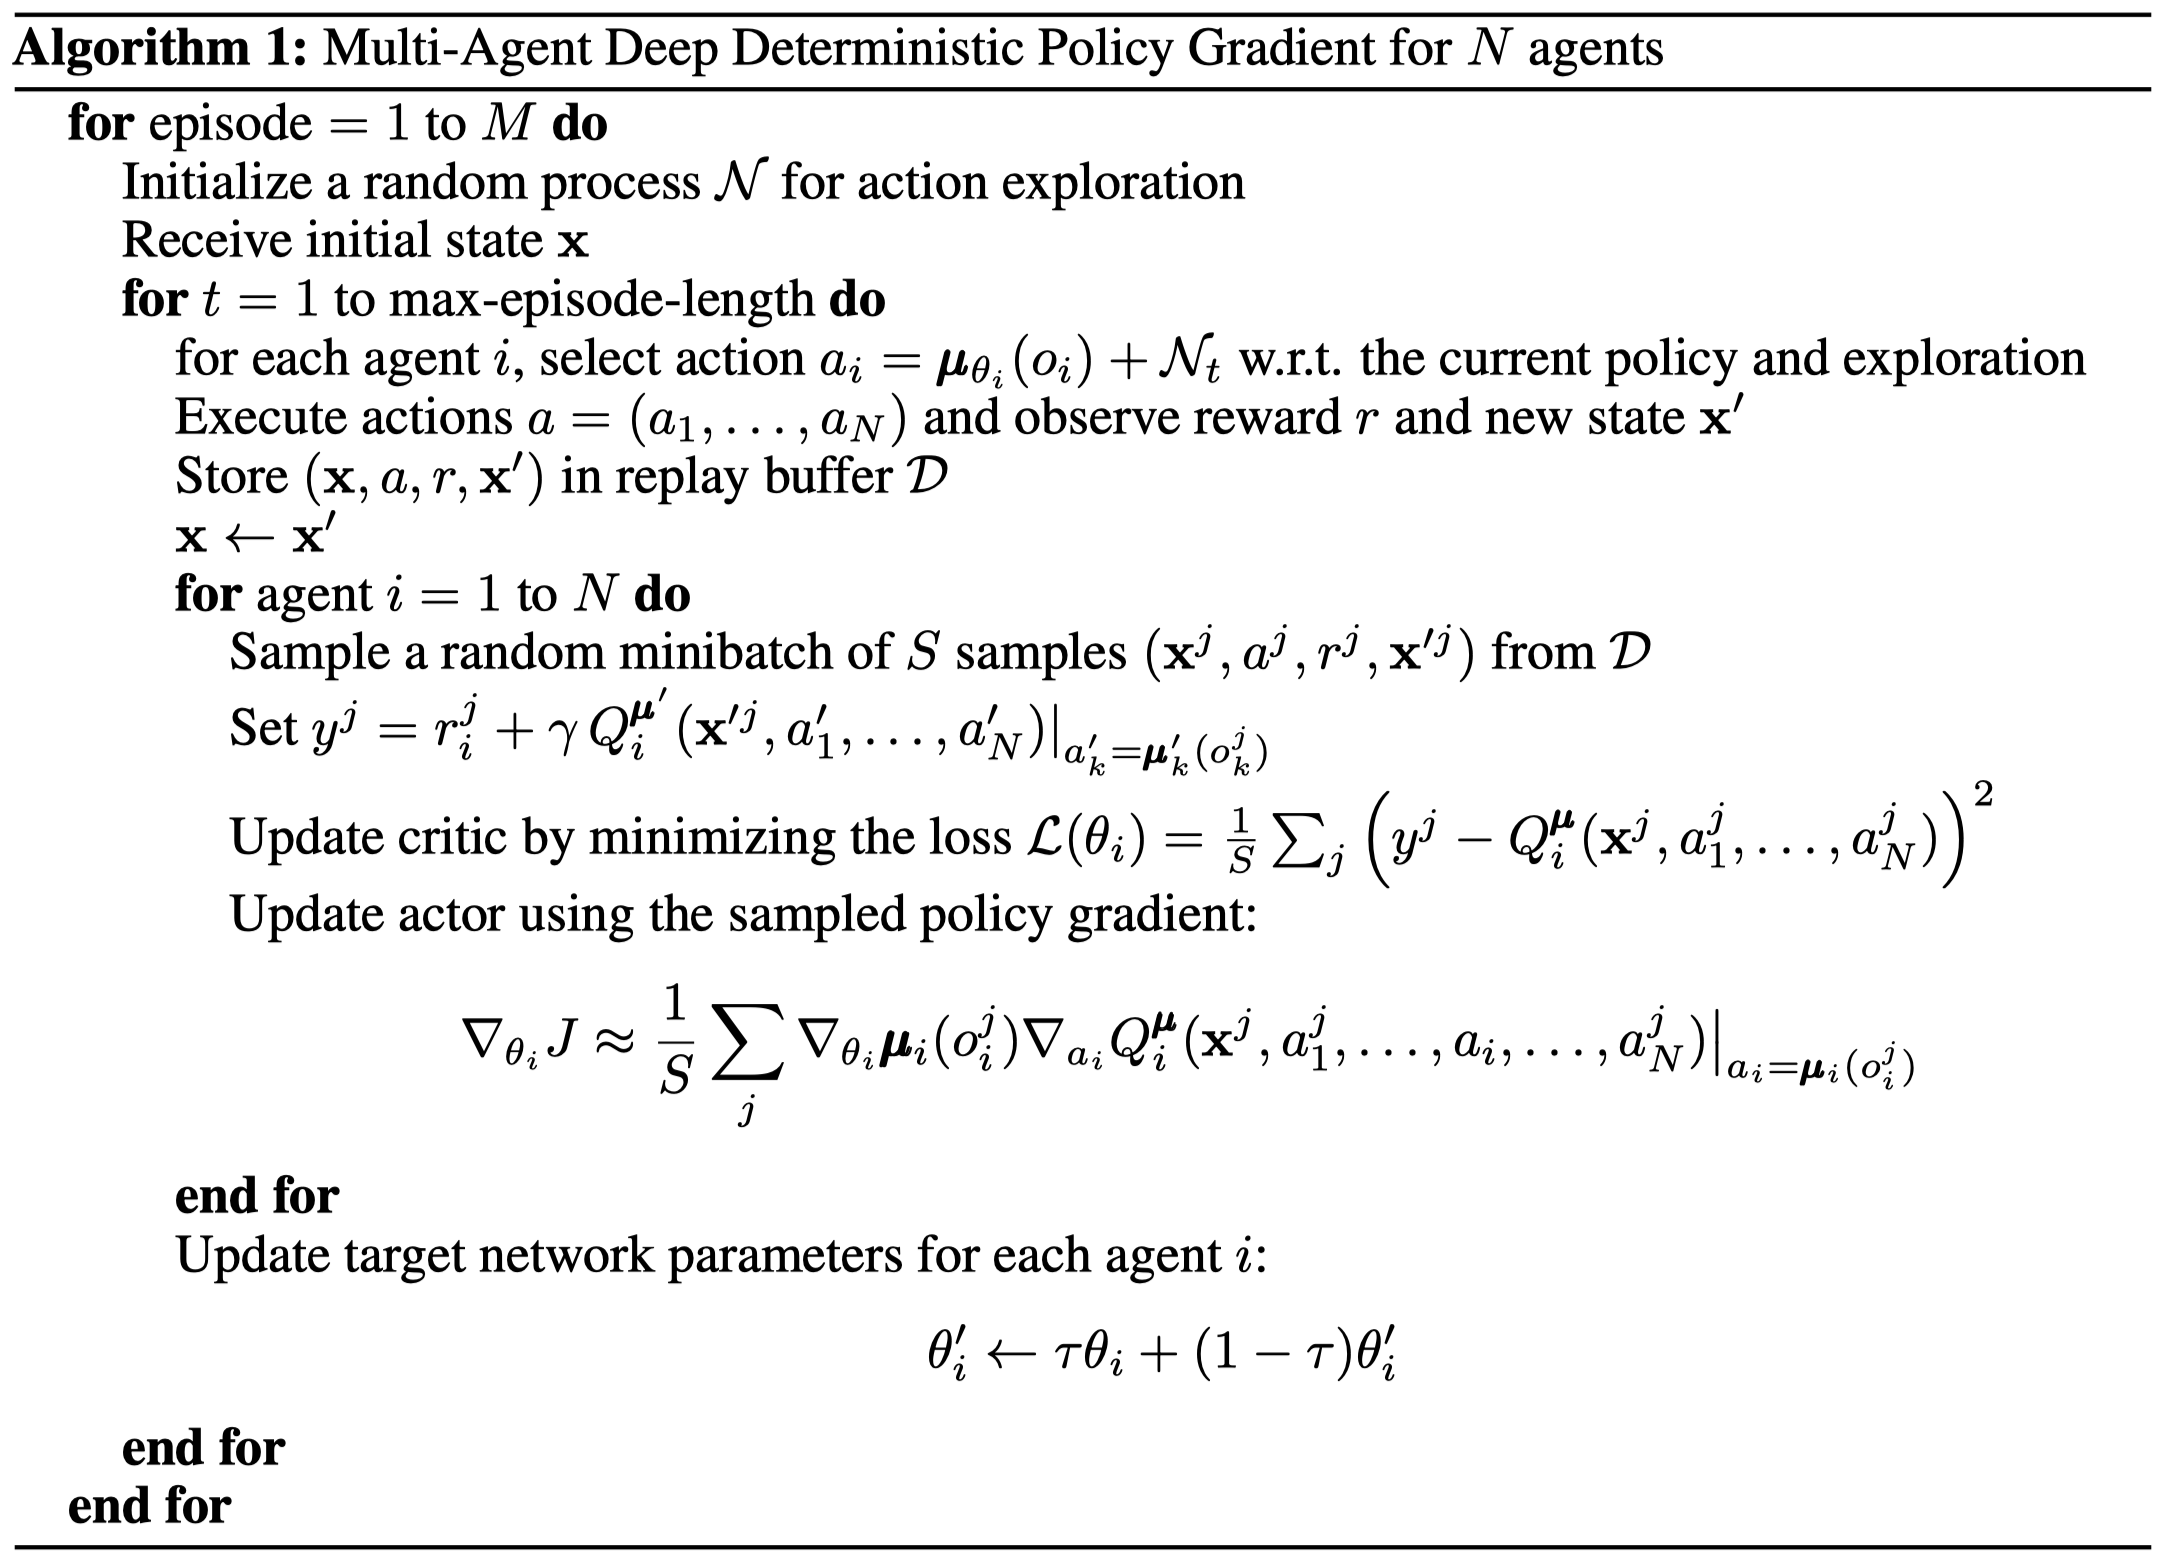 Algorithm 1: Multi-Agent Deep Deterministic Policy Gradient for $N$ agents
for episode $= 1$ to $M$ do
Initialize a random process $\mathcal{N}$ for action exploration
Receive initial state $\mathbf{x}$
for $t = 1$ to max-episode-length do
for each agent $i$, select action $a_i = \boldsymbol{\mu}_{\theta_i}(o_i) + \mathcal{N}_t$ w.r.t. the current policy and exploration
Execute actions $a = (a_1, \ldots, a_N)$ and observe reward $r$ and new state $\mathbf{x}'$
Store $(\mathbf{x}, a, r, \mathbf{x}')$ in replay buffer $\mathcal{D}$
$\mathbf{x} \leftarrow \mathbf{x}'$
for agent $i = 1$ to $N$ do
Sample a random minibatch of $S$ samples $(\mathbf{x}^j, a^j, r^j, \mathbf{x}'^j)$ from $\mathcal{D}$
Set $y^j = r_i^j + \gamma Q_i^{\boldsymbol{\mu}'}(\mathbf{x}'^j, a_1', \ldots, a_N')|_{a_k' = \boldsymbol{\mu}_k'(o_k^j)}$
Update critic by minimizing the loss $\mathcal{L}(\theta_i) = \frac{1}{S} \sum_j \left( y^j - Q_i^{\boldsymbol{\mu}}(\mathbf{x}^j, a_1^j, \ldots, a_N^j) \right)^2$
Update actor using the sampled policy gradient:
$\nabla_{\theta_i} J \approx \frac{1}{S} \sum_j \nabla_{\theta_i} \boldsymbol{\mu}_i(o_i^j) \nabla_{a_i} Q_i^{\boldsymbol{\mu}}(\mathbf{x}^j, a_1^j, \ldots, a_i, \ldots, a_N^j)\big|_{a_i = \boldsymbol{\mu}_i(o_i^j)}$
end for
Update target network parameters for each agent $i$:
$\theta_i' \leftarrow \tau \theta_i + (1 - \tau) \theta_i'$
end for
end for